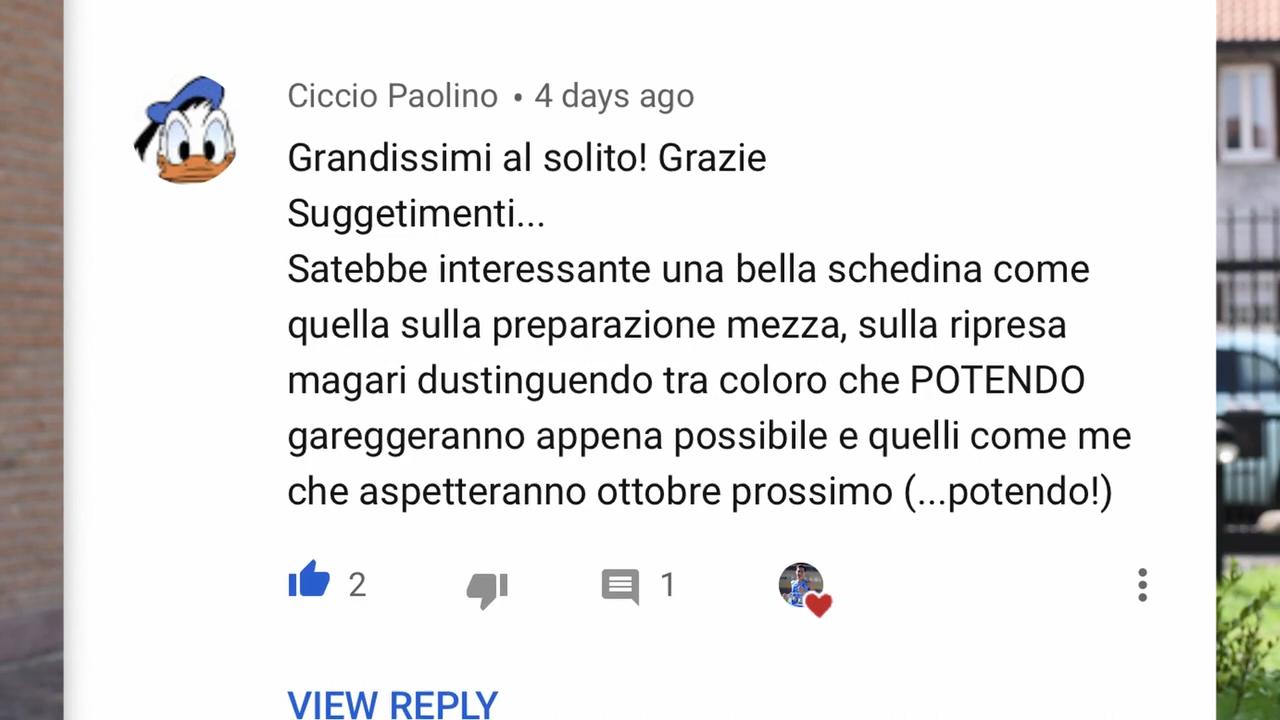 Ciccio Paolino • 4 days ago
Grandissimi al solito! Grazie
Suggetimenti...
Satebbe interessante una bella schedina come
quella sulla preparazione mezza, sulla ripresa
magari dustinguendo tra coloro che POTENDO
gareggeranno appena possibile e quelli come me
che aspetteranno ottobre prossimo (...potendo!)
2
1
VIEW REPLY